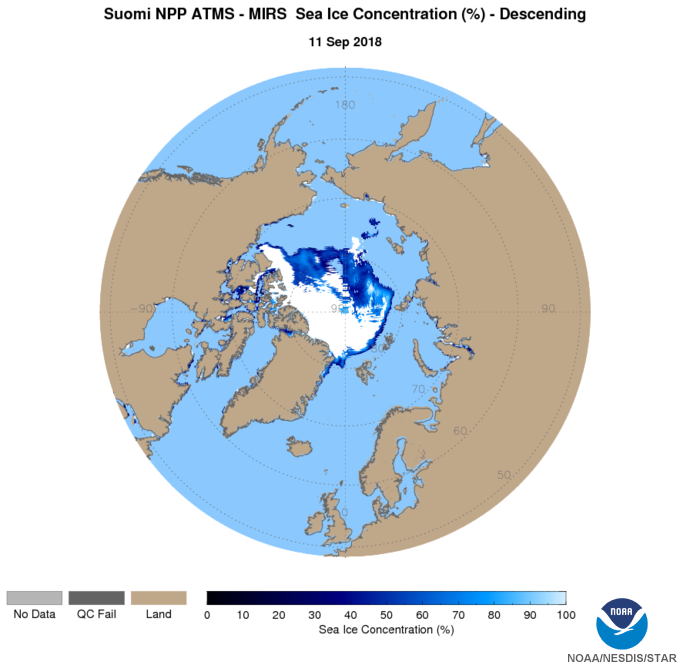 Suomi NPP ATMS - MIRS  Sea Ice Concentration (%) - Descending
11 Sep 2018
180
-90
90
70
60
50
0
No Data QC Fail Land
0 10 20 30 40 50 60 70 80 90 100
Sea Ice Concentration (%)
NOAA
NOAA/NESDIS/STAR